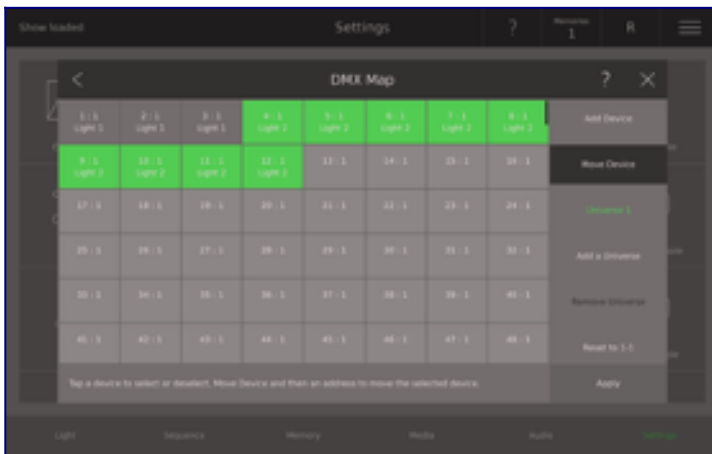 Show loaded
Settings
?
Memories
1
R
<
DMX Map
?
1 : 1
Light 1
2 : 1
Light 1
3 : 1
Light 1
4 : 1
Light 2
5 : 1
Light 2
6 : 1
Light 2
7 : 1
Light 2
8 : 1
Light 2
Add Device
9 : 1
Light 2
10 : 1
Light 2
11 : 1
Light 2
12 : 1
Light 2
13 : 1
14 : 1
15 : 1
16 : 1
Move Device
17 : 1
18 : 1
19 : 1
20 : 1
21 : 1
22 : 1
23 : 1
24 : 1
Universe 1
25 : 1
26 : 1
27 : 1
28 : 1
29 : 1
30 : 1
31 : 1
32 : 1
Add a Universe
33 : 1
34 : 1
35 : 1
36 : 1
37 : 1
38 : 1
39 : 1
40 : 1
Remove Universe
41 : 1
42 : 1
43 : 1
44 : 1
45 : 1
46 : 1
47 : 1
48 : 1
Reset to 1-1
Tap a device to select or deselect, Move Device and then an address to move the selected device.
Apply
Light
Sequence
Memory
Media
Audio
Settings